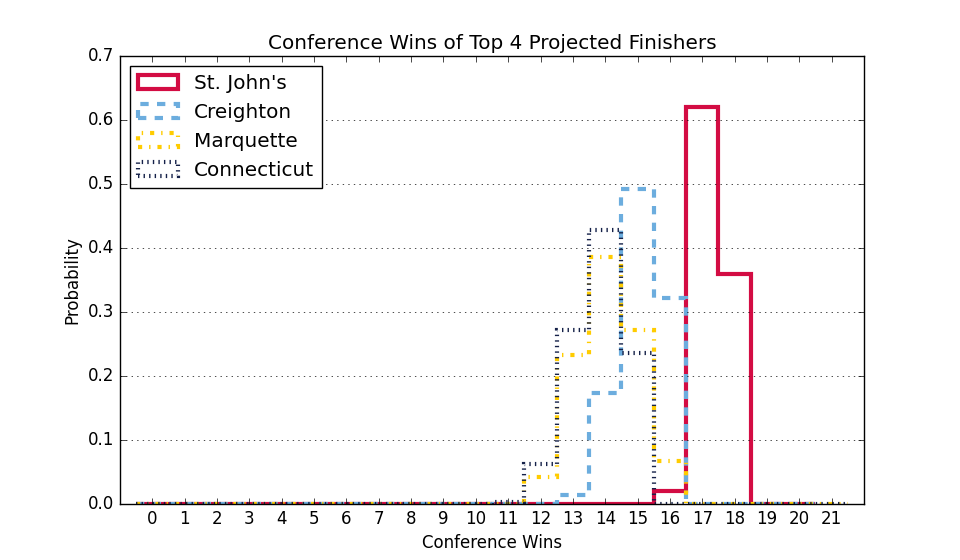 Conference Wins of Top 4 Projected Finishers
0.7
0.6
0.5
0.4
0.3
0.2
0.1
0.0
Probability
St. John's
Creighton
Marquette
Connecticut
0 1 2 3 4 5 6 7 8 9 10 11 12 13 14 15 16 17 18 19 20 21
Conference Wins